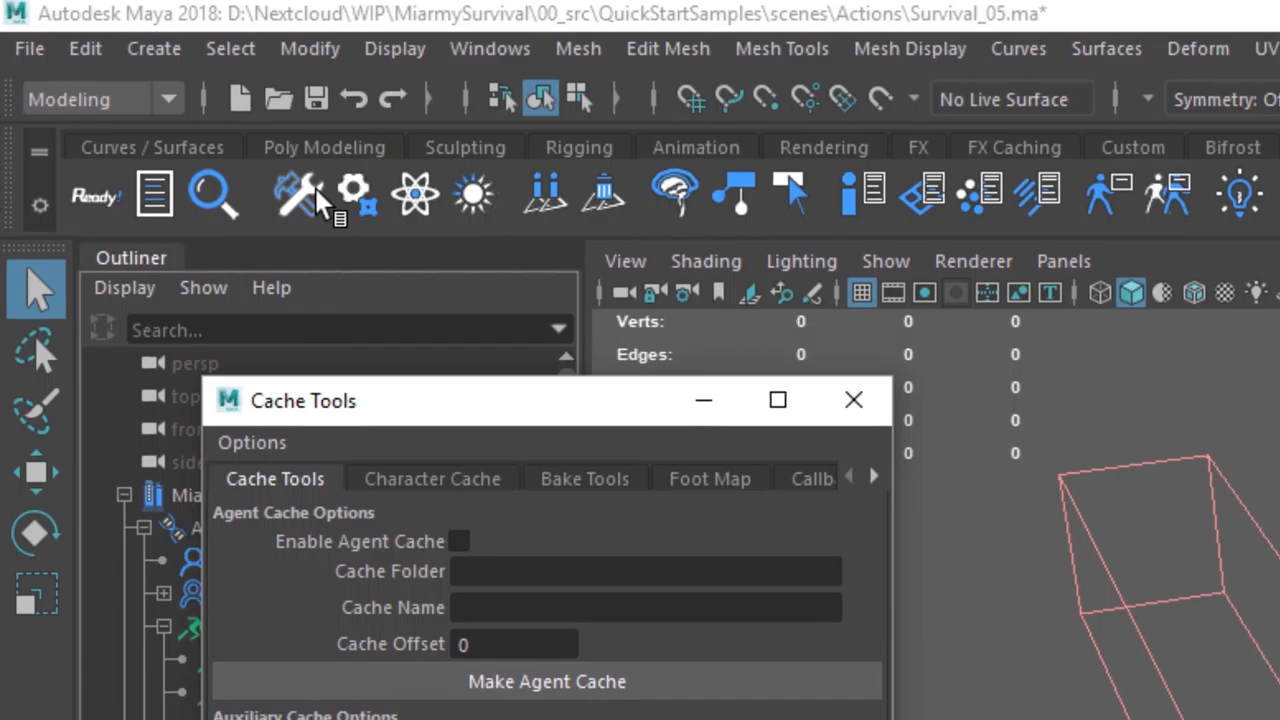 Autodesk Maya 2018: D:\Nextcloud\WIP\MiarmySurvival\00_src\QuickStartSamples\scenes\Actions\Survival_05.ma*
File Edit Create Select Modify Display Windows Mesh Edit Mesh Mesh Tools Mesh Display Curves Surfaces Deform UV
Modeling No Live Surface Symmetry: Of
Curves / Surfaces Poly Modeling Sculpting Rigging Animation Rendering FX FX Caching Custom Bifrost
Ready!
Outliner
Display Show Help
View Shading Lighting Show Renderer Panels
Search...
Verts: 0 0 0
Edges: 0 0 0
persp
top
0 0
fro
0 0
side
0 0
Mia
A
Cache Tools
Options
Cache Tools Character Cache Bake Tools Foot Map Callb
Agent Cache Options
Enable Agent Cache
Cache Folder
Cache Name
Cache Offset 0
Make Agent Cache
Auxiliary Cache Options